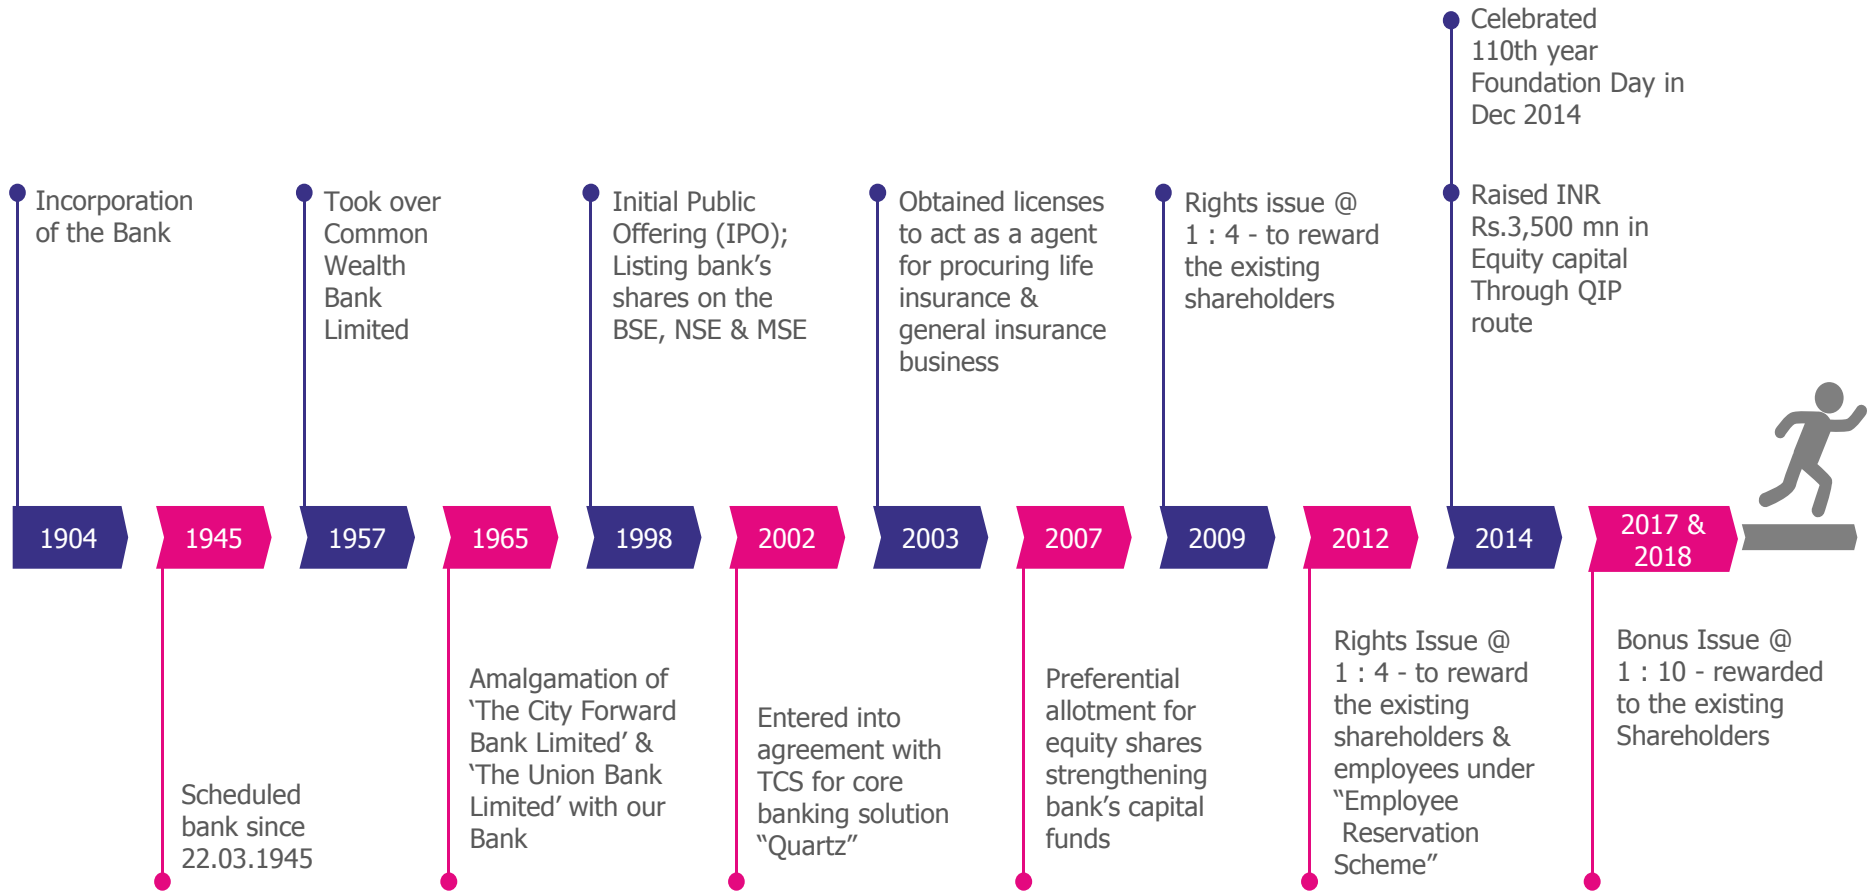 Celebrated
110th year
Foundation Day in
Dec 2014
Incorporation
of the Bank
Took over
Common
Wealth
Bank
Limited
Initial Public
Offering (IPO);
Listing bank’s
shares on the
BSE, NSE & MSE
Obtained licenses
to act as a agent
for procuring life
insurance &
general insurance
business
Rights issue @
1 : 4 - to reward
the existing
shareholders
Raised INR
Rs.3,500 mn in
Equity capital
Through QIP
route
1904
1945
1957
1965
1998
2002
2003
2007
2009
2012
2014
2017 &
2018
Scheduled
bank since
22.03.1945
Amalgamation of
‘The City Forward
Bank Limited’ &
‘The Union Bank
Limited’ with our
Bank
Entered into
agreement with
TCS for core
banking solution
“Quartz”
Preferential
allotment for
equity shares
strengthening
bank’s capital
funds
Rights Issue @
1 : 4 - to reward
the existing
shareholders &
employees under
“Employee
Reservation
Scheme”
Bonus Issue @
1 : 10 - rewarded
to the existing
Shareholders